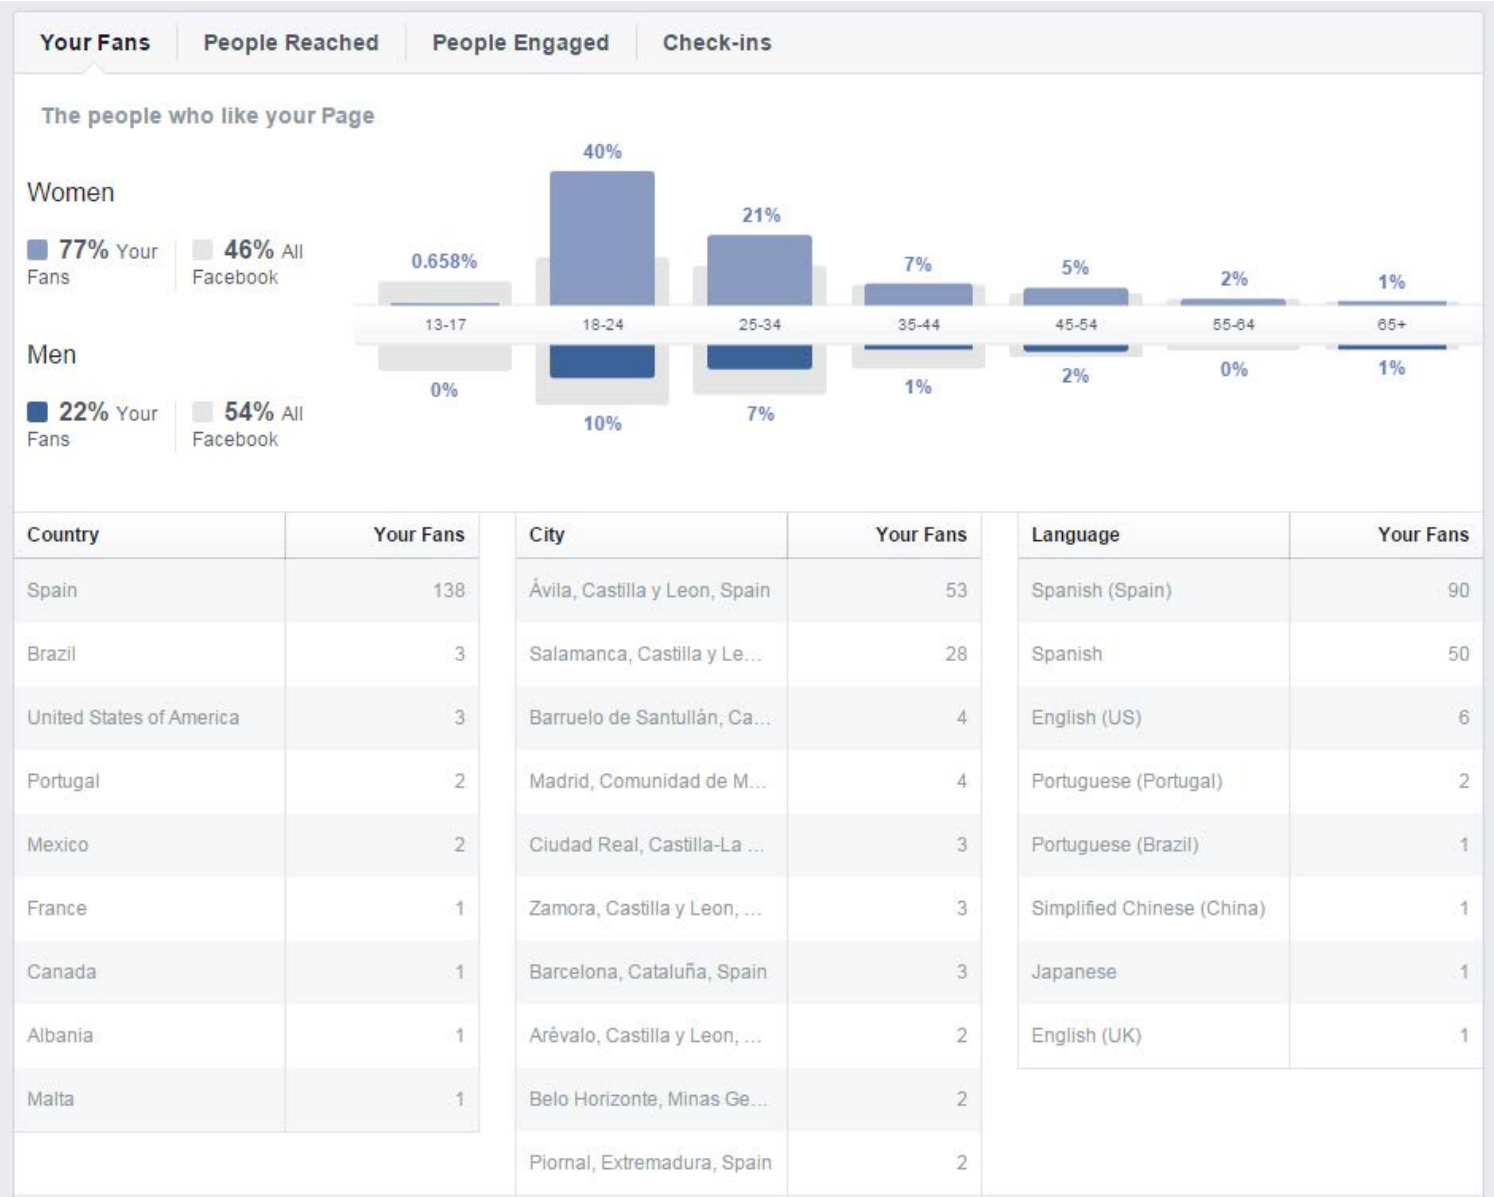 Your Fans People Reached People Engaged Check-ins
The people who like your Page
Women
77% Your Fans
46% All Facebook
Men
22% Your Fans
54% All Facebook
0.658% 40% 21% 7% 5% 2% 1%
13-17 18-24 25-34 35-44 45-54 55-64 65+
0% 10% 7% 1% 2% 0% 1%
Country Your Fans
Spain 138
Brazil 3
United States of America 3
Portugal 2
Mexico 2
France 1
Canada 1
Albania 1
Malta 1
City Your Fans
Ávila, Castilla y Leon, Spain 53
Salamanca, Castilla y Le... 28
Barruelo de Santullán, Ca... 4
Madrid, Comunidad de M... 4
Ciudad Real, Castilla-La ... 3
Zamora, Castilla y Leon, ... 3
Barcelona, Cataluña, Spain 3
Arévalo, Castilla y Leon, ... 2
Belo Horizonte, Minas Ge... 2
Piornal, Extremadura, Spain 2
Language Your Fans
Spanish (Spain) 90
Spanish 50
English (US) 6
Portuguese (Portugal) 2
Portuguese (Brazil) 1
Simplified Chinese (China) 1
Japanese 1
English (UK) 1